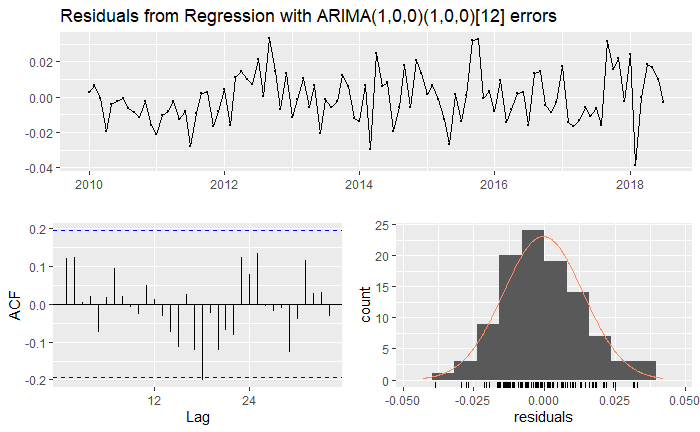 Residuals from Regression with ARIMA(1,0,0)(1,0,0)[12] errors
0.02
0.00
-0.02
-0.04
2010 2012 2014 2016 2018
ACF
0.2
0.1
0.0
-0.1
-0.2
12 24
Lag
count
25
20
15
10
5
0
-0.050 -0.025 0.000 0.025 0.050
residuals